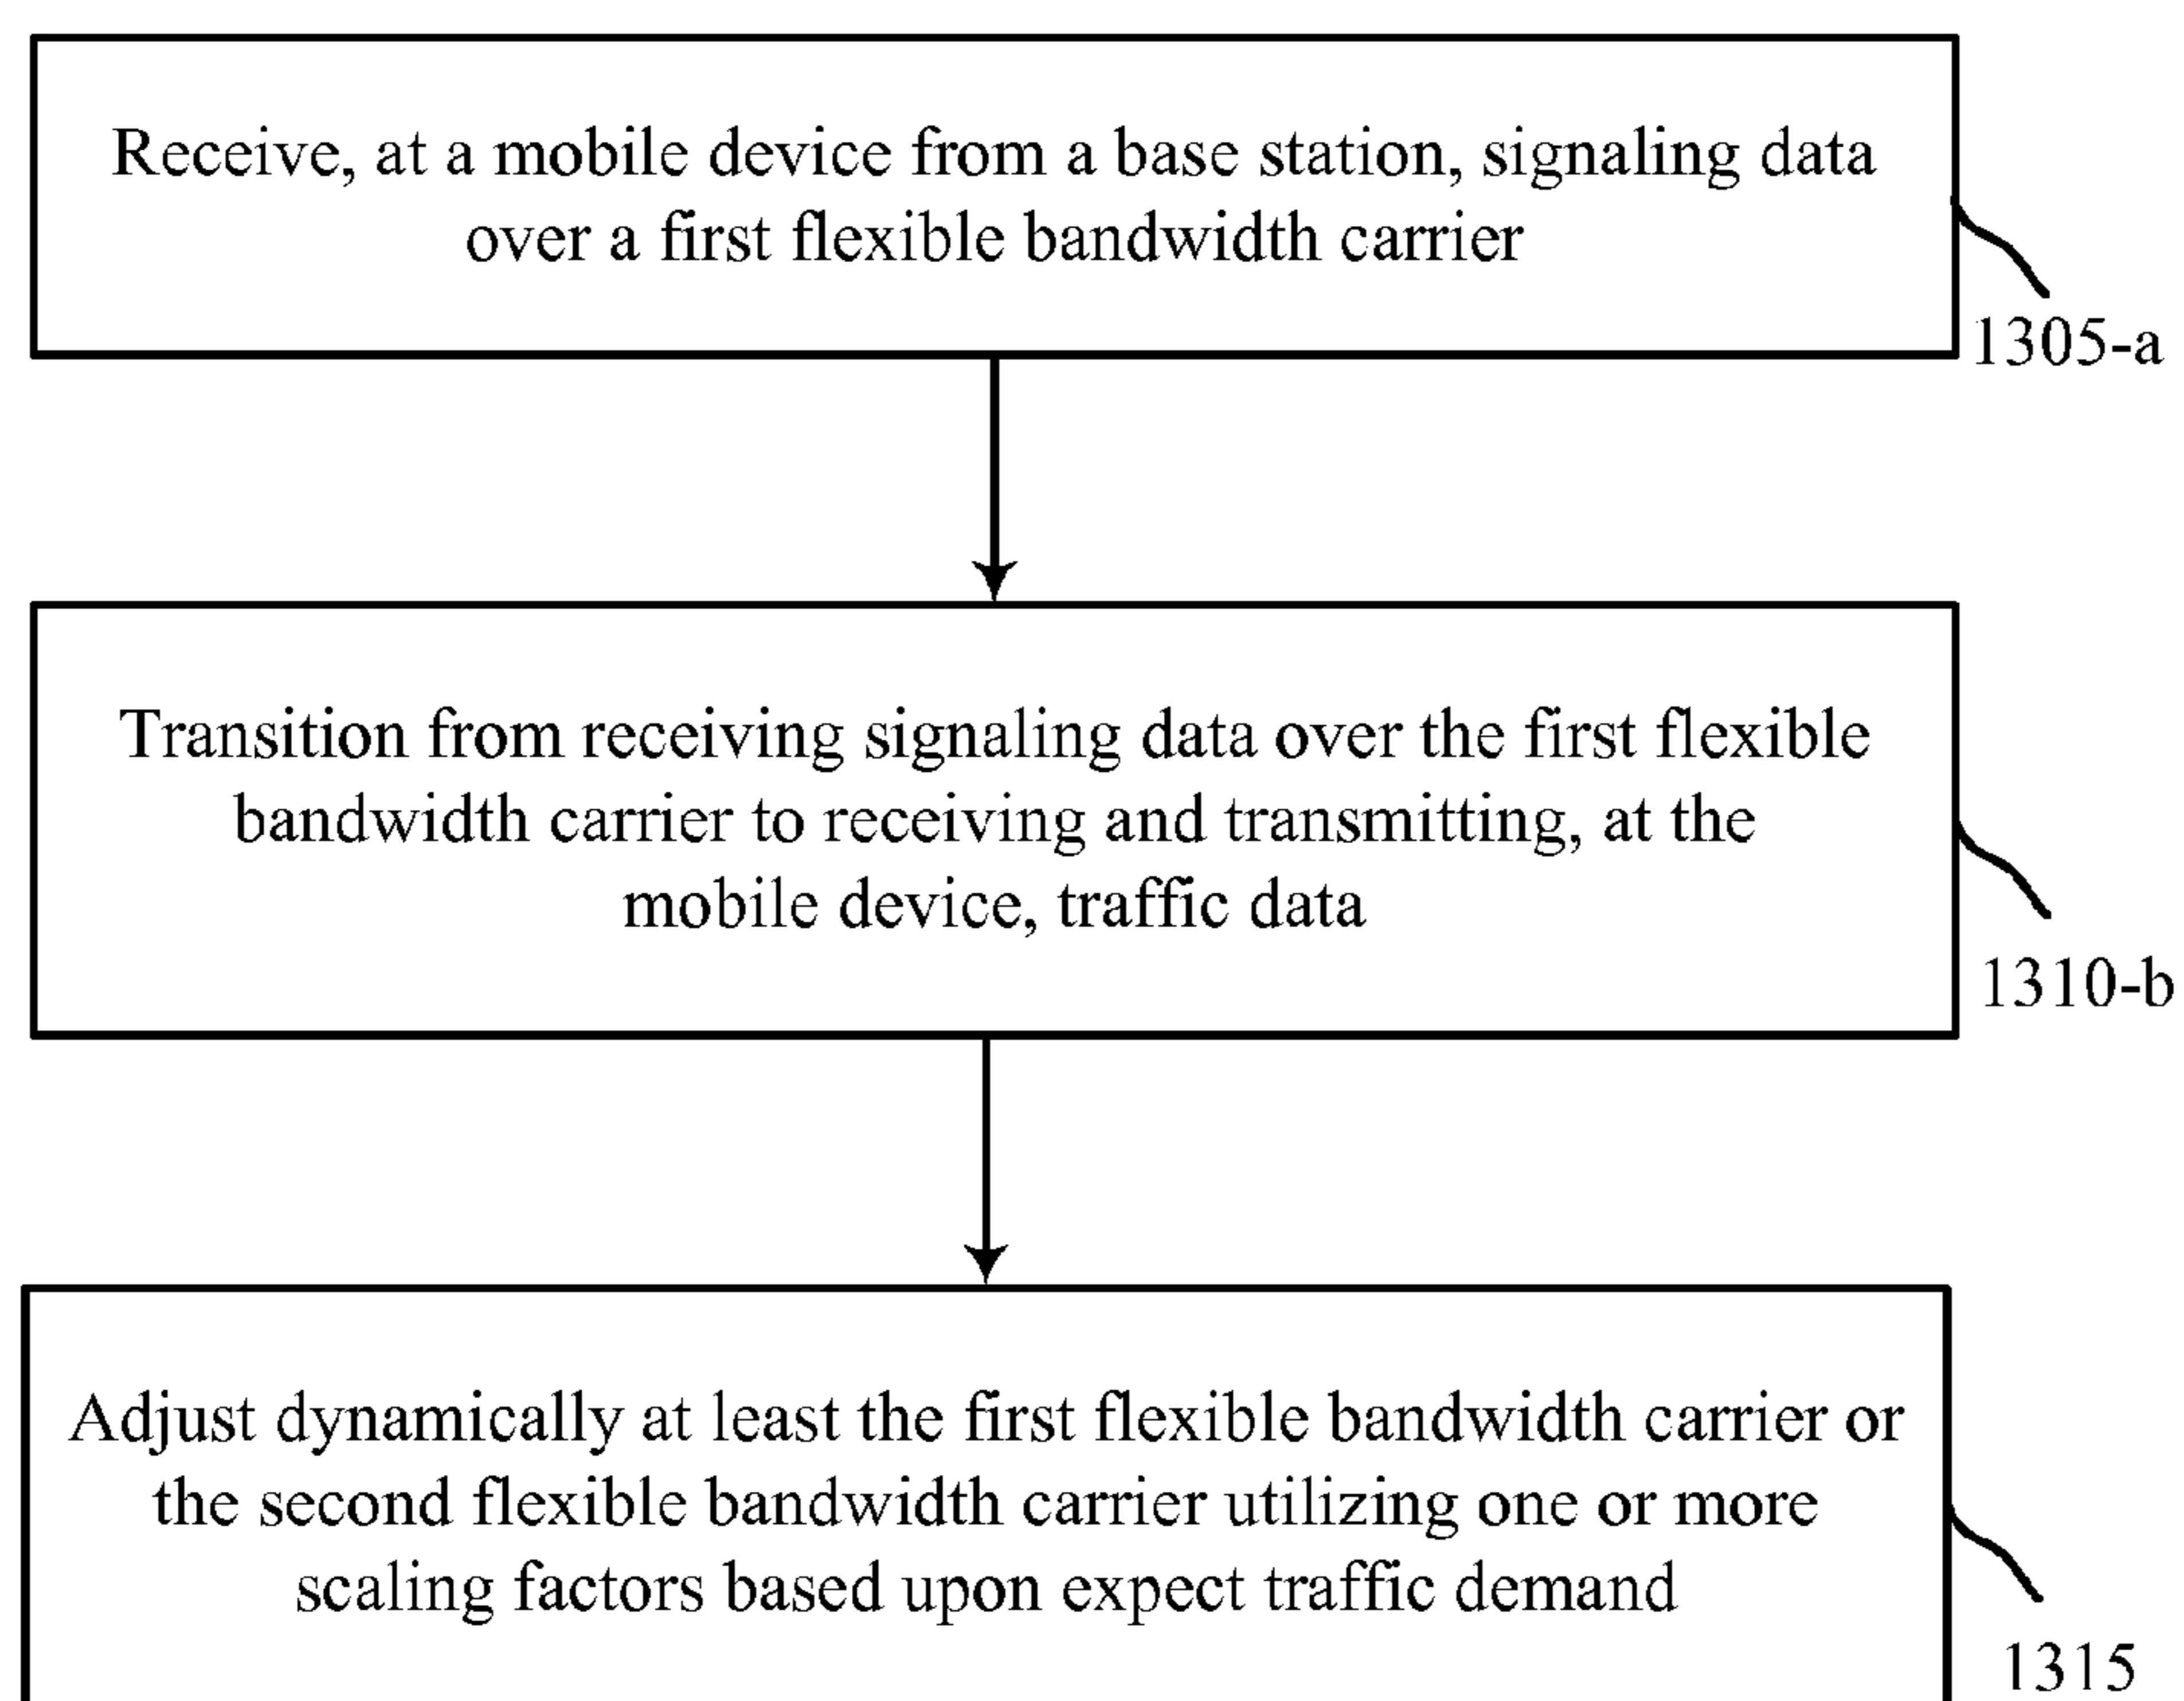 Receive, at a mobile device from a base station, signaling data
over a first flexible bandwidth carrier
1305-a
Transition from receiving signaling data over the first flexible
bandwidth carrier to receiving and transmitting, at the
mobile device, traffic data
1310-b
Adjust dynamically at least the first flexible bandwidth carrier or
the second flexible bandwidth carrier utilizing one or more
scaling factors based upon expect traffic demand
1315